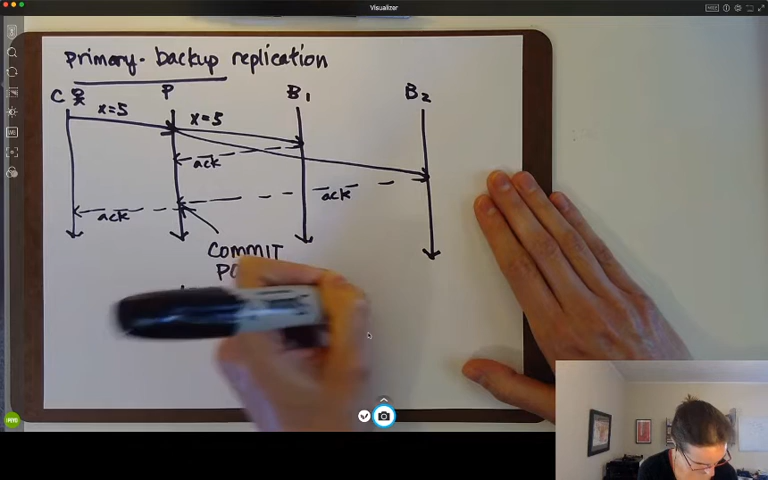 Visualizer
primary-backup replication
C P B1 B2
x=5 x=5
ack
ack
ack
COMMIT